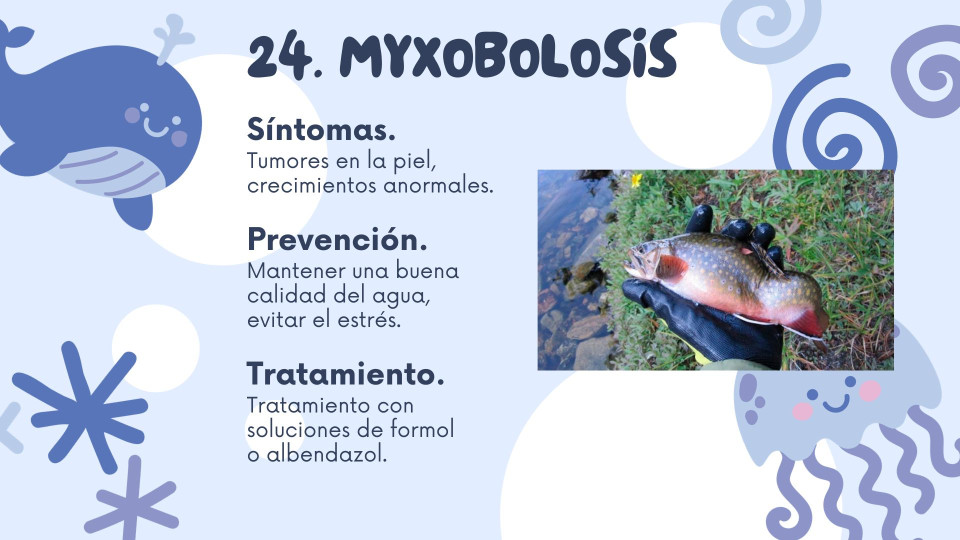 24. MYXOBOLOSiS
Síntomas.
Tumores en la piel,
crecimientos anormales.
Prevención.
Mantener una buena
calidad del agua,
evitar el estrés.
Tratamiento.
Tratamiento con
soluciones de formol
o albendazol.